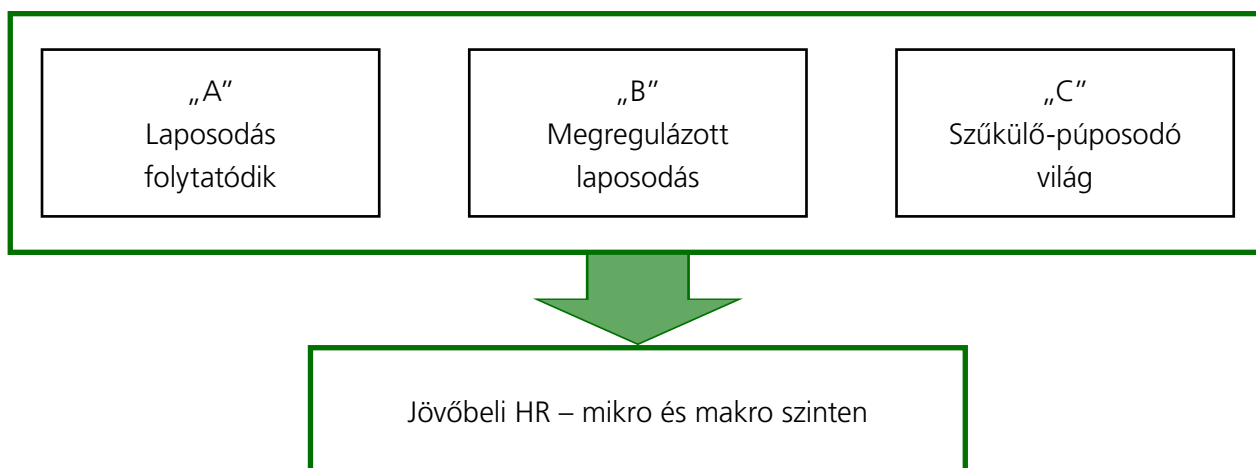 „A”
Laposodás
folytatódik
„B”
Megregulázott
laposodás
„C”
Szűkülő-púposodó
világ
Jövőbeli HR – mikro és makro szinten